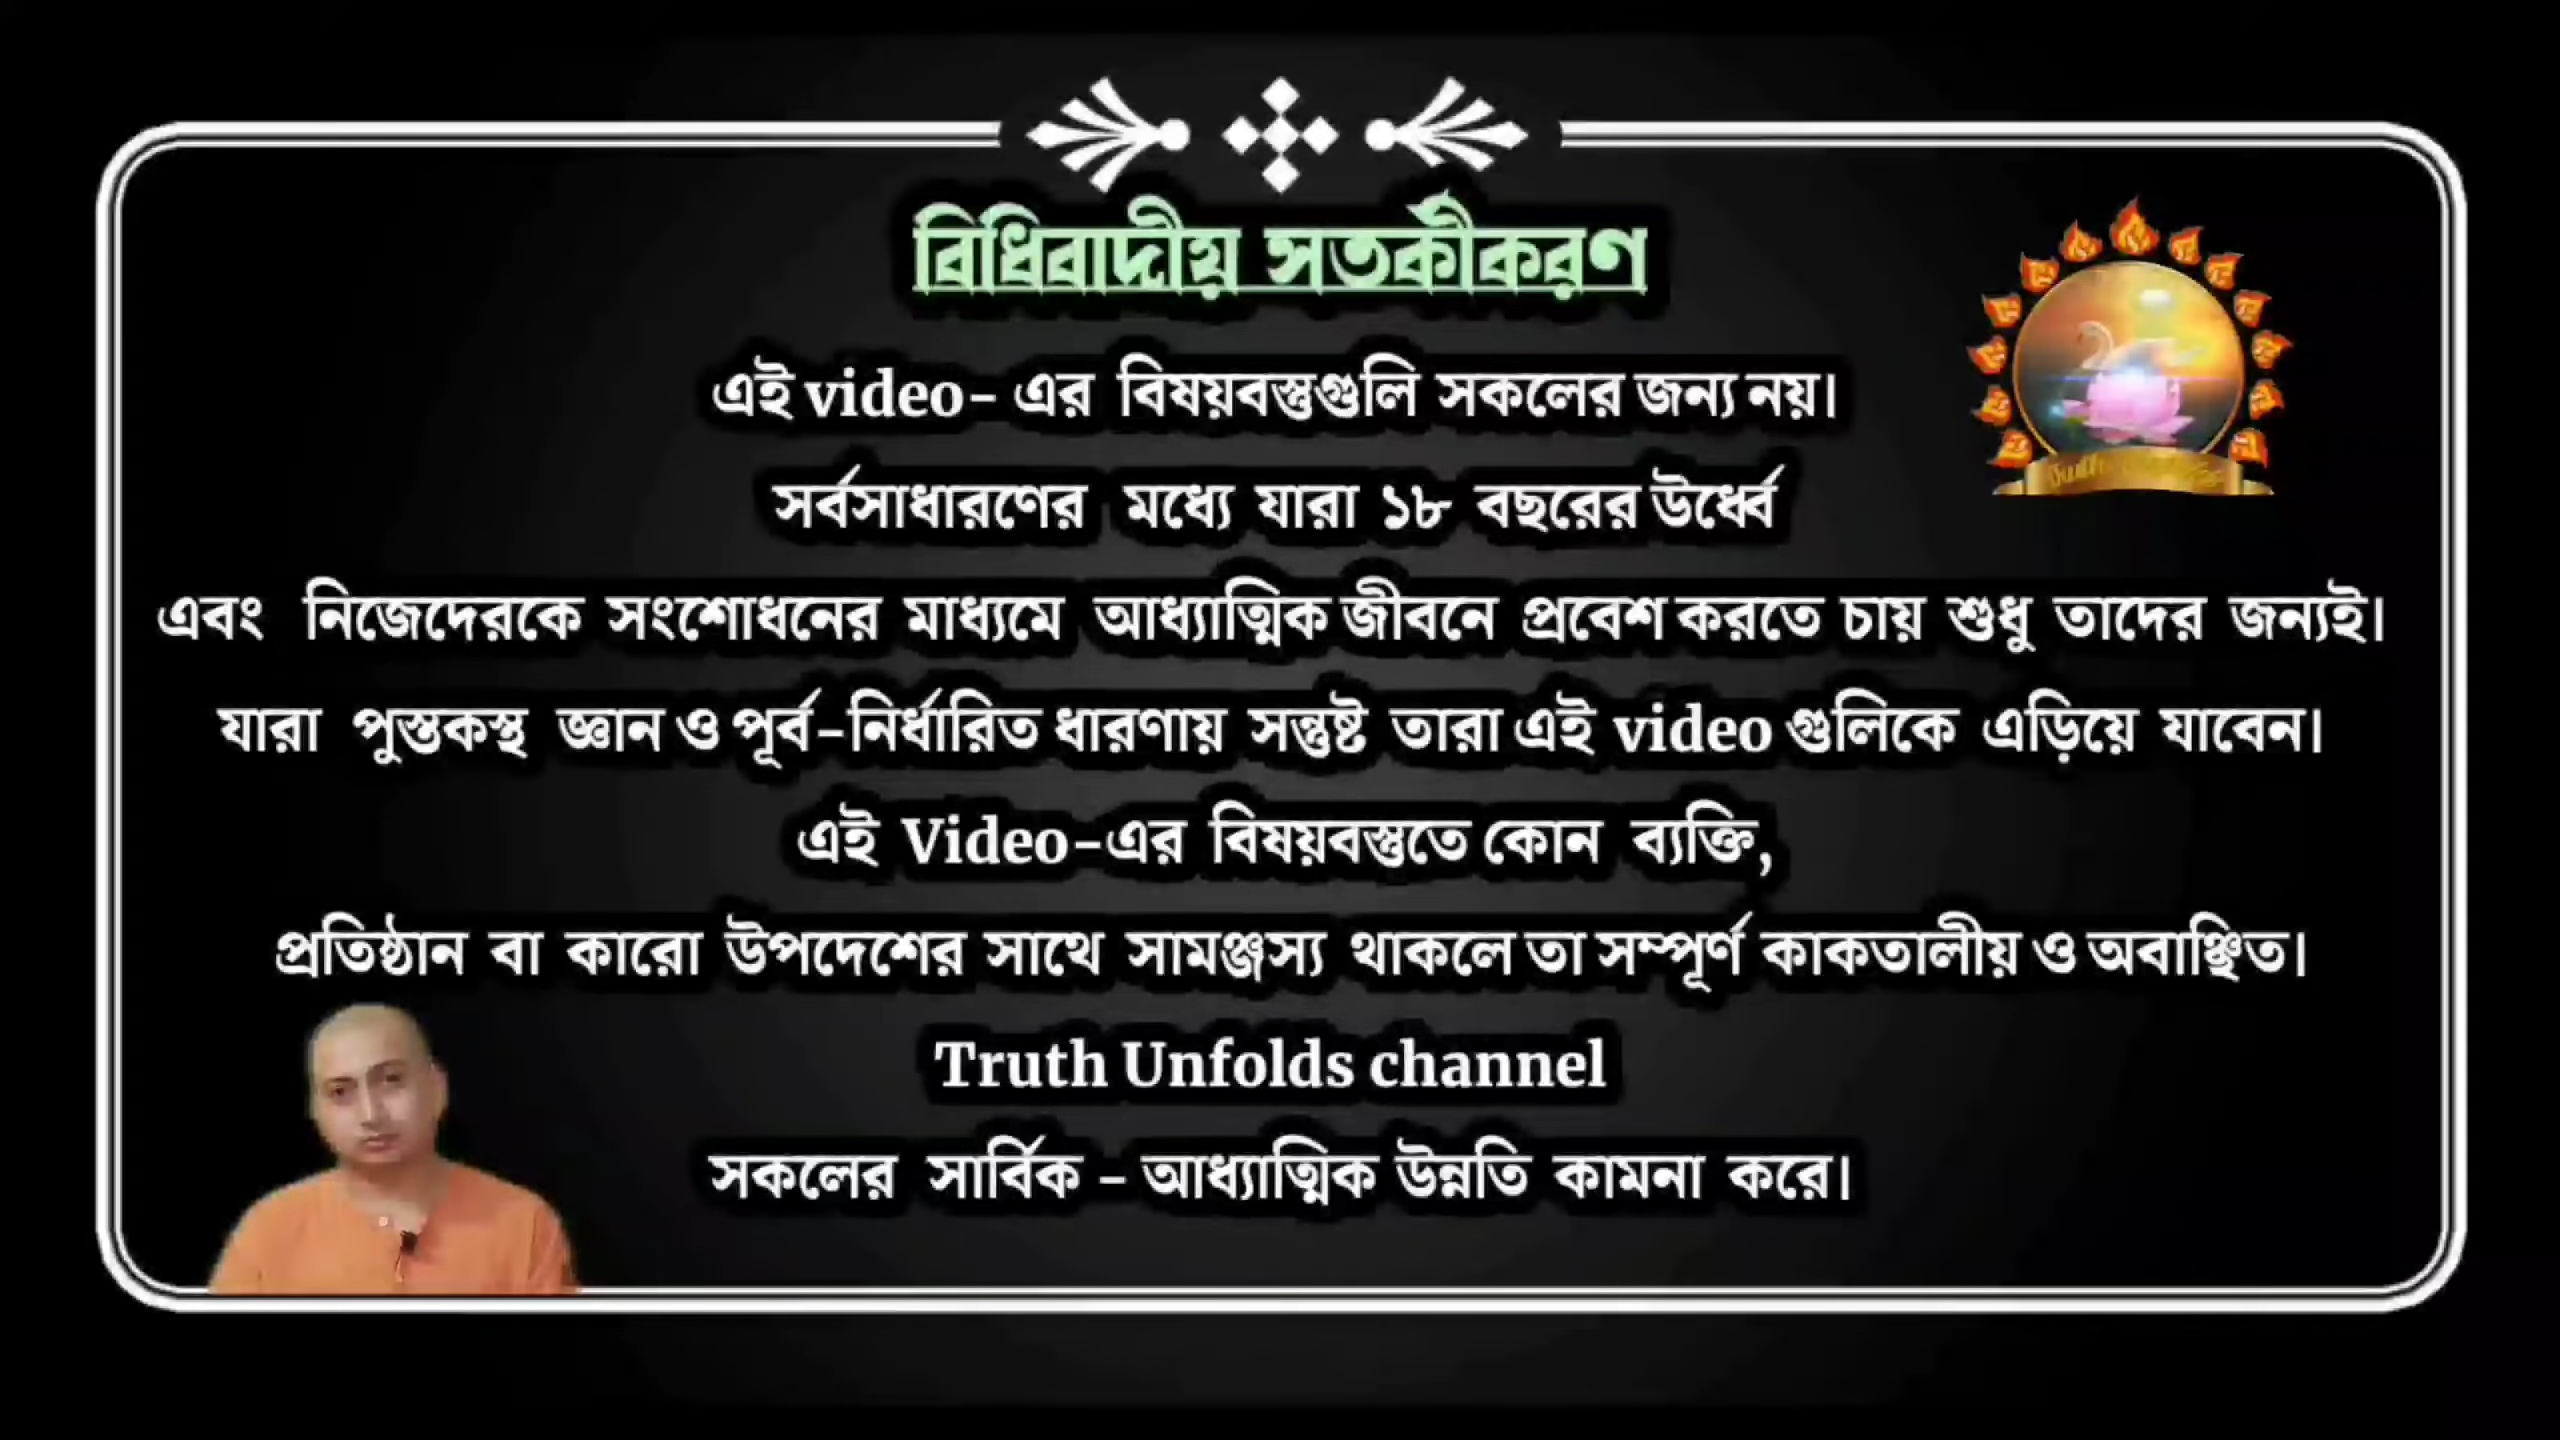 বিধিবাদীয় সতর্কীকরণ
এই video- এর বিষয়বস্তুগুলি সকলের জন্য নয়।
সর্বসাধারণের মধ্যে যারা ১৮ বছরের উর্ধ্বে
এবং নিজেদেরকে সংশোধনের মাধ্যমে আধ্যাত্মিক জীবনে প্রবেশ করতে চায় শুধু তাদের জন্যই।
যারা পুস্তকস্থ জ্ঞান ও পূর্ব-নির্ধারিত ধারণায় সন্তুষ্ট তারা এই video গুলিকে এড়িয়ে যাবেন।
এই Video-এর বিষয়বস্তুতে কোন ব্যক্তি,
প্রতিষ্ঠান বা কারো উপদেশের সাথে সামঞ্জস্য থাকলে তা সম্পূর্ণ কাকতালীয় ও অবাঞ্ছিত।
Truth Unfolds channel
সকলের সার্বিক - আধ্যাত্মিক উন্নতি কামনা করে।